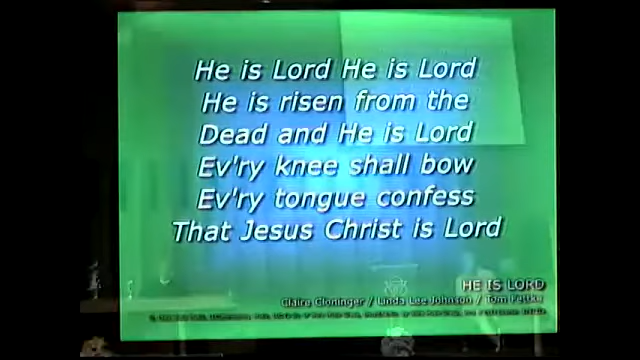 He is Lord He is Lord
He is risen from the
Dead and He is Lord
Ev'ry knee shall bow
Ev'ry tongue confess
That Jesus Christ is Lord
HE IS LORD
Claire Cloninger / Linda Lee Johnson / Tom Fettke